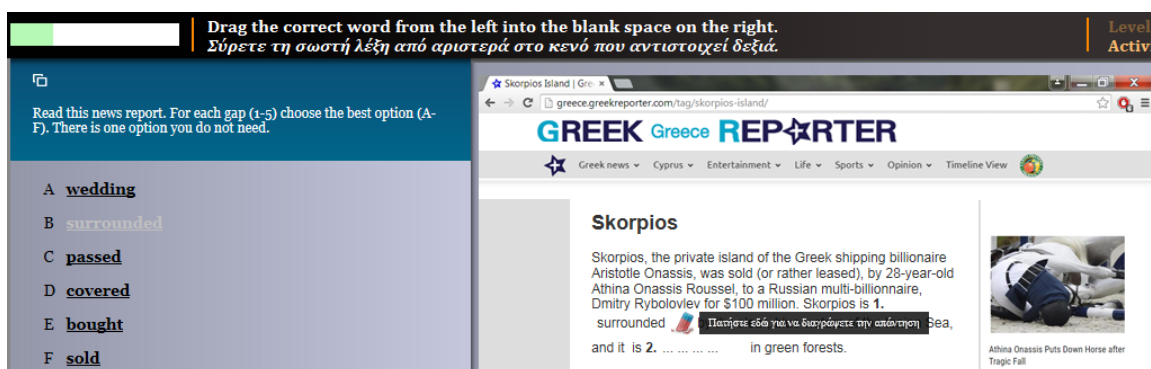 Drag the correct word from the left into the blank space on the right.
Σύρετε τη σωστή λέξη από αριστερά στο κενό που αντιστοιχεί δεξιά.
Level
Activ
Read this news report. For each gap (1-5) choose the best option (A-
F). There is one option you do not need.
A wedding
B surrounded
C passed
D covered
E bought
F sold
Skorpios Island | Gre
greece.greekreporter.com/tag/skorpios-island/
GREEK Greece REPORTER
Greek news Cyprus Entertainment Life Sports Opinion Timeline View
Skorpios
Skorpios, the private island of the Greek shipping billionaire
Aristotle Onassis, was sold (or rather leased), by 28-year-old
Athina Onassis Roussel, to a Russian multi-billionnaire,
Dmitry Rybolovlev for $100 million. Skorpios is 1.
surrounded Πατήστε εδώ για να διαγράψετε την απάντηση Sea,
and it is 2. ... ... ... ... in green forests.
Athina Onassis Puts Down Horse after
Tragic Fall